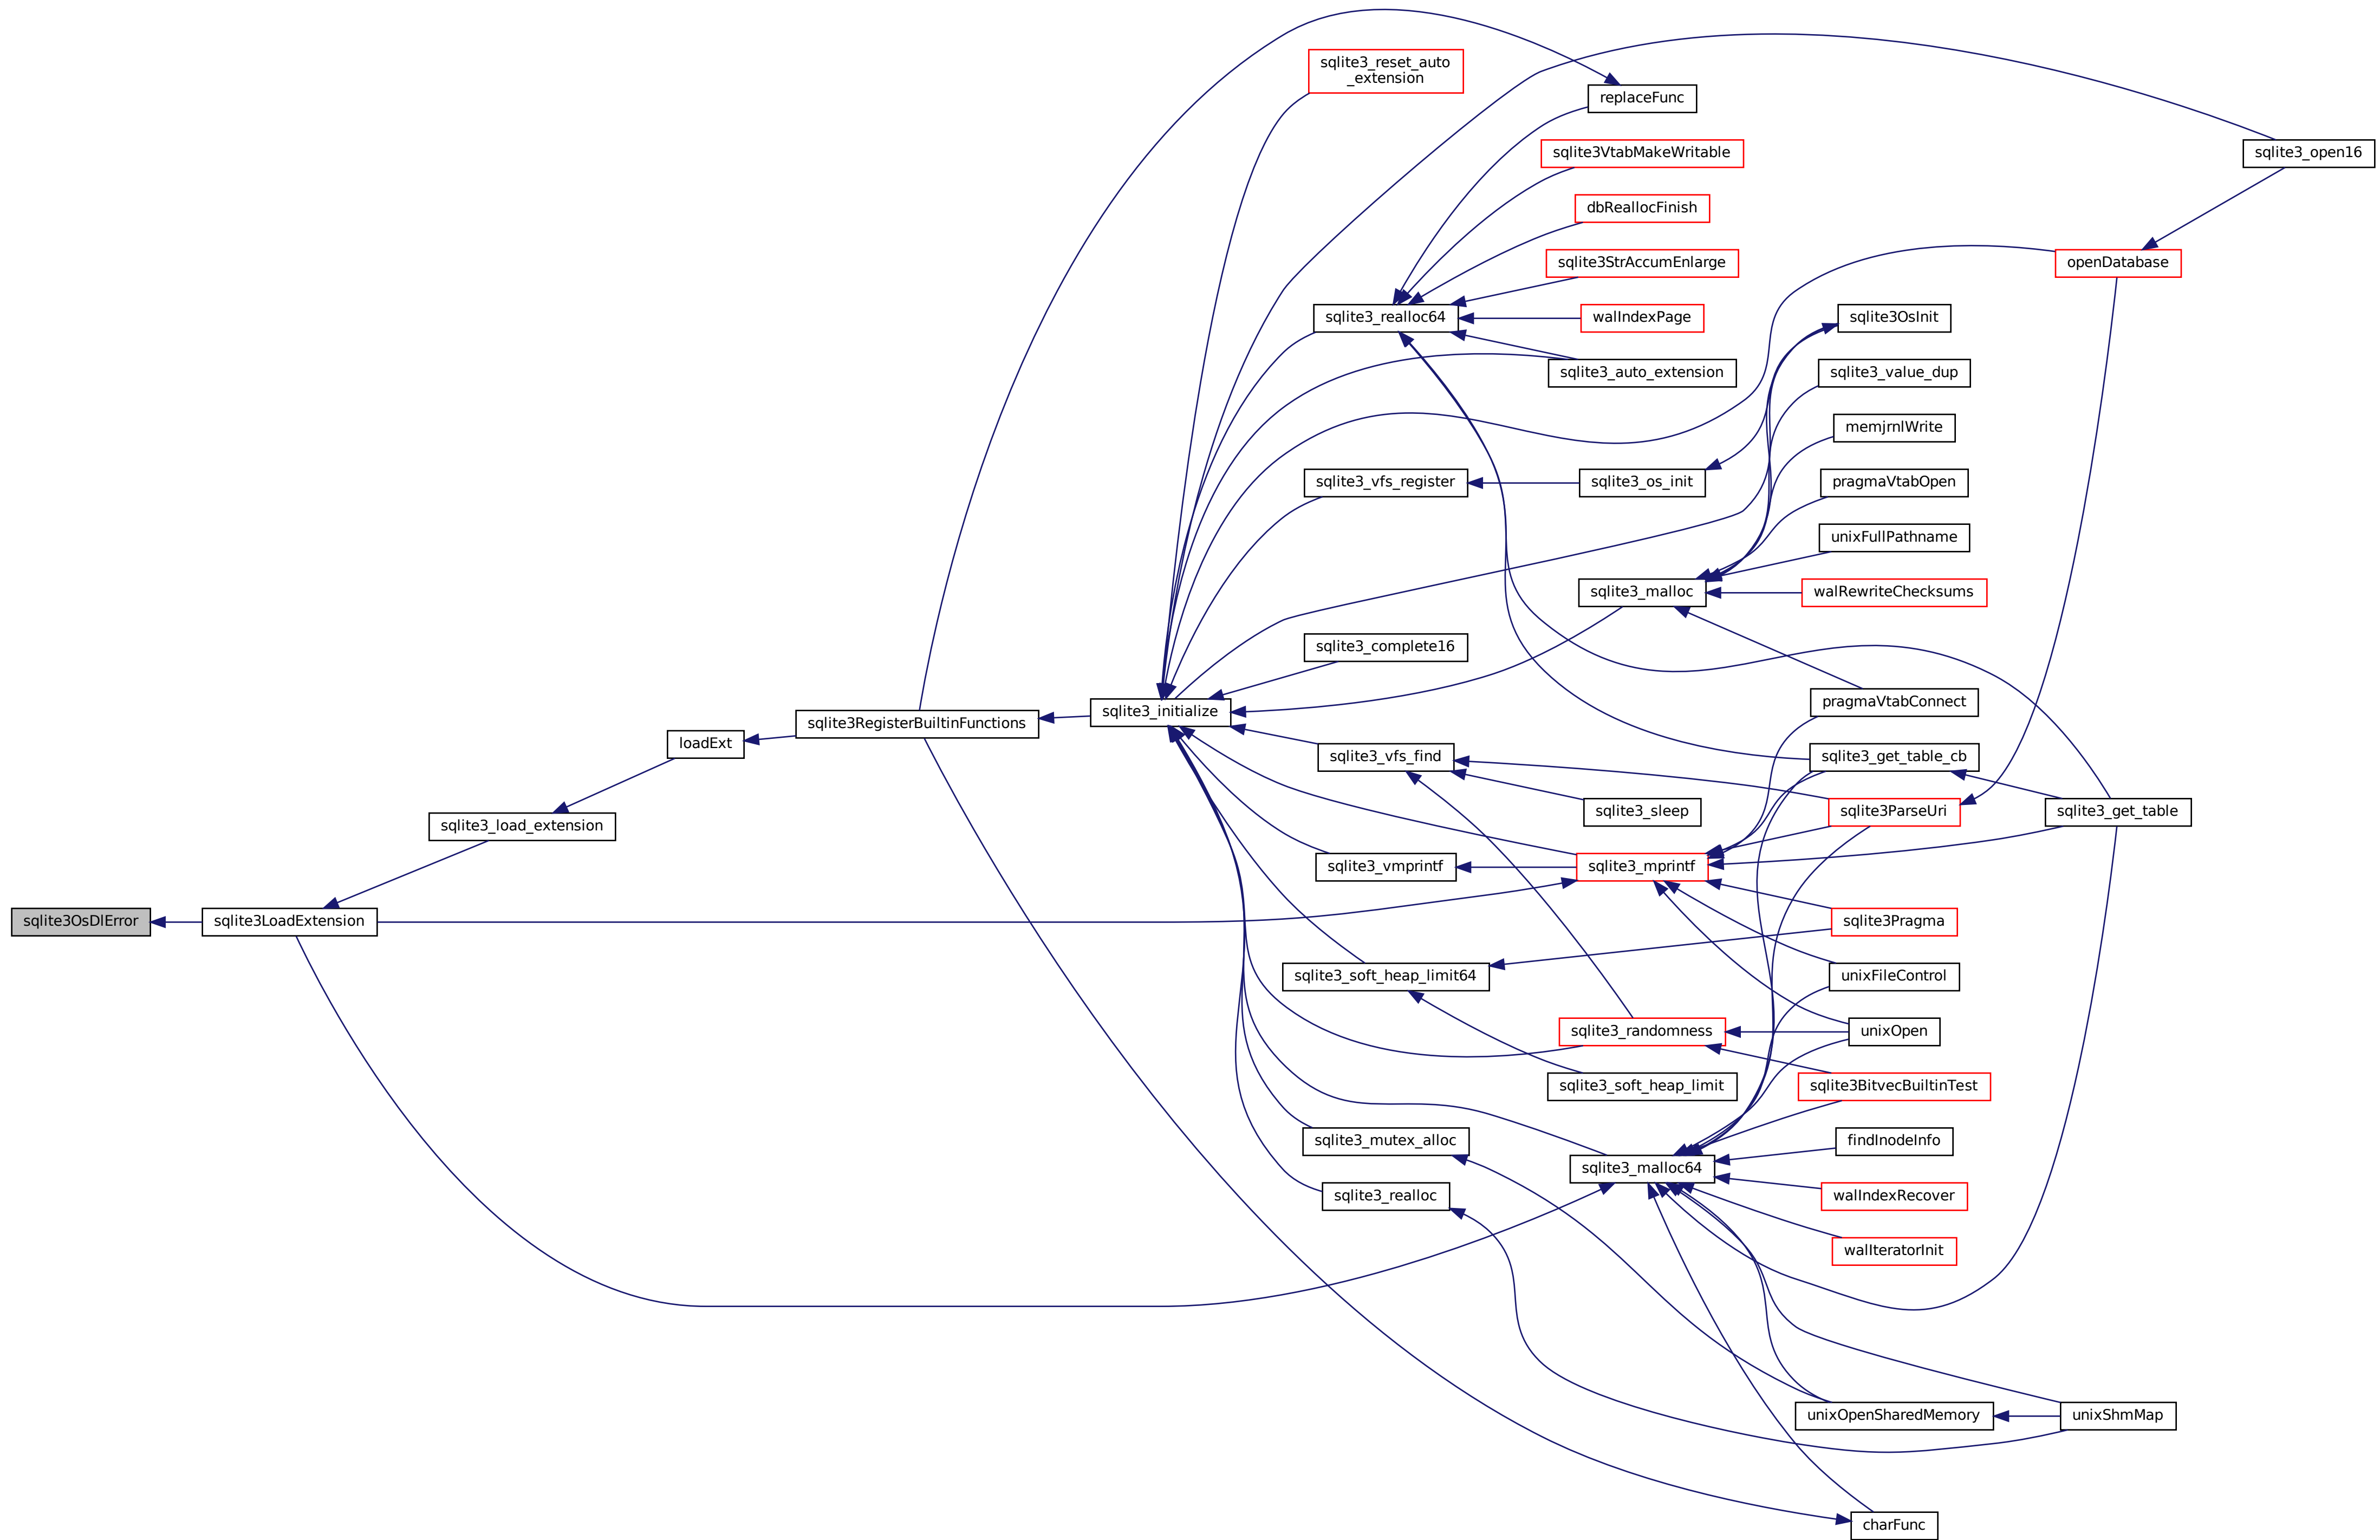 sqlite3_reset_auto
_extension
replaceFunc
sqlite3_open16
sqlite3VtabMakeWritable
dbReallocFinish
sqlite3StrAccumEnlarge
openDatabase
sqlite3_realloc64
walIndexPage
sqlite3OsInit
sqlite3_auto_extension
sqlite3_value_dup
memjrnlWrite
sqlite3_vfs_register
sqlite3_os_init
pragmaVtabOpen
unixFullPathname
sqlite3_malloc
walRewriteChecksums
sqlite3_complete16
pragmaVtabConnect
sqlite3_initialize
sqlite3RegisterBuiltinFunctions
loadExt
sqlite3_vfs_find
sqlite3_get_table_cb
sqlite3_sleep
sqlite3ParseUri
sqlite3_get_table
sqlite3_load_extension
sqlite3_vmprintf
sqlite3_mprintf
sqlite3OsDlError
sqlite3LoadExtension
sqlite3Pragma
sqlite3_soft_heap_limit64
unixFileControl
sqlite3_randomness
unixOpen
sqlite3_soft_heap_limit
sqlite3BitvecBuiltinTest
sqlite3_mutex_alloc
findInodeInfo
sqlite3_malloc64
sqlite3_realloc
walIndexRecover
walIteratorInit
unixOpenSharedMemory
unixShmMap
charFunc